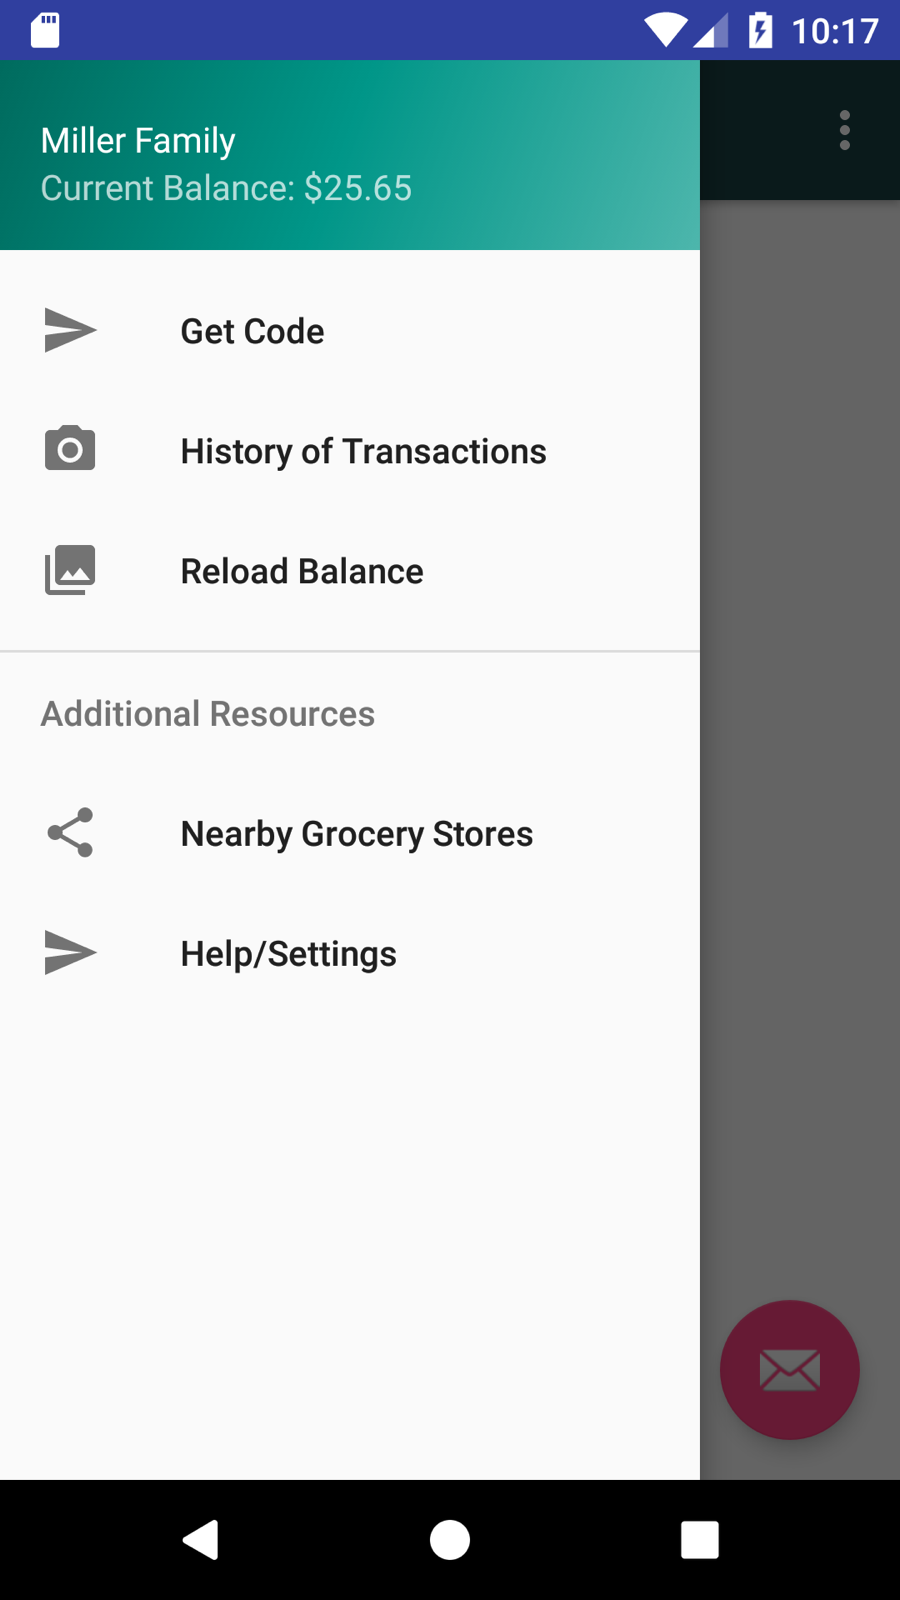 10:17
Miller Family
Current Balance: $25.65
Get Code
History of Transactions
Reload Balance
Additional Resources
Nearby Grocery Stores
Help/Settings